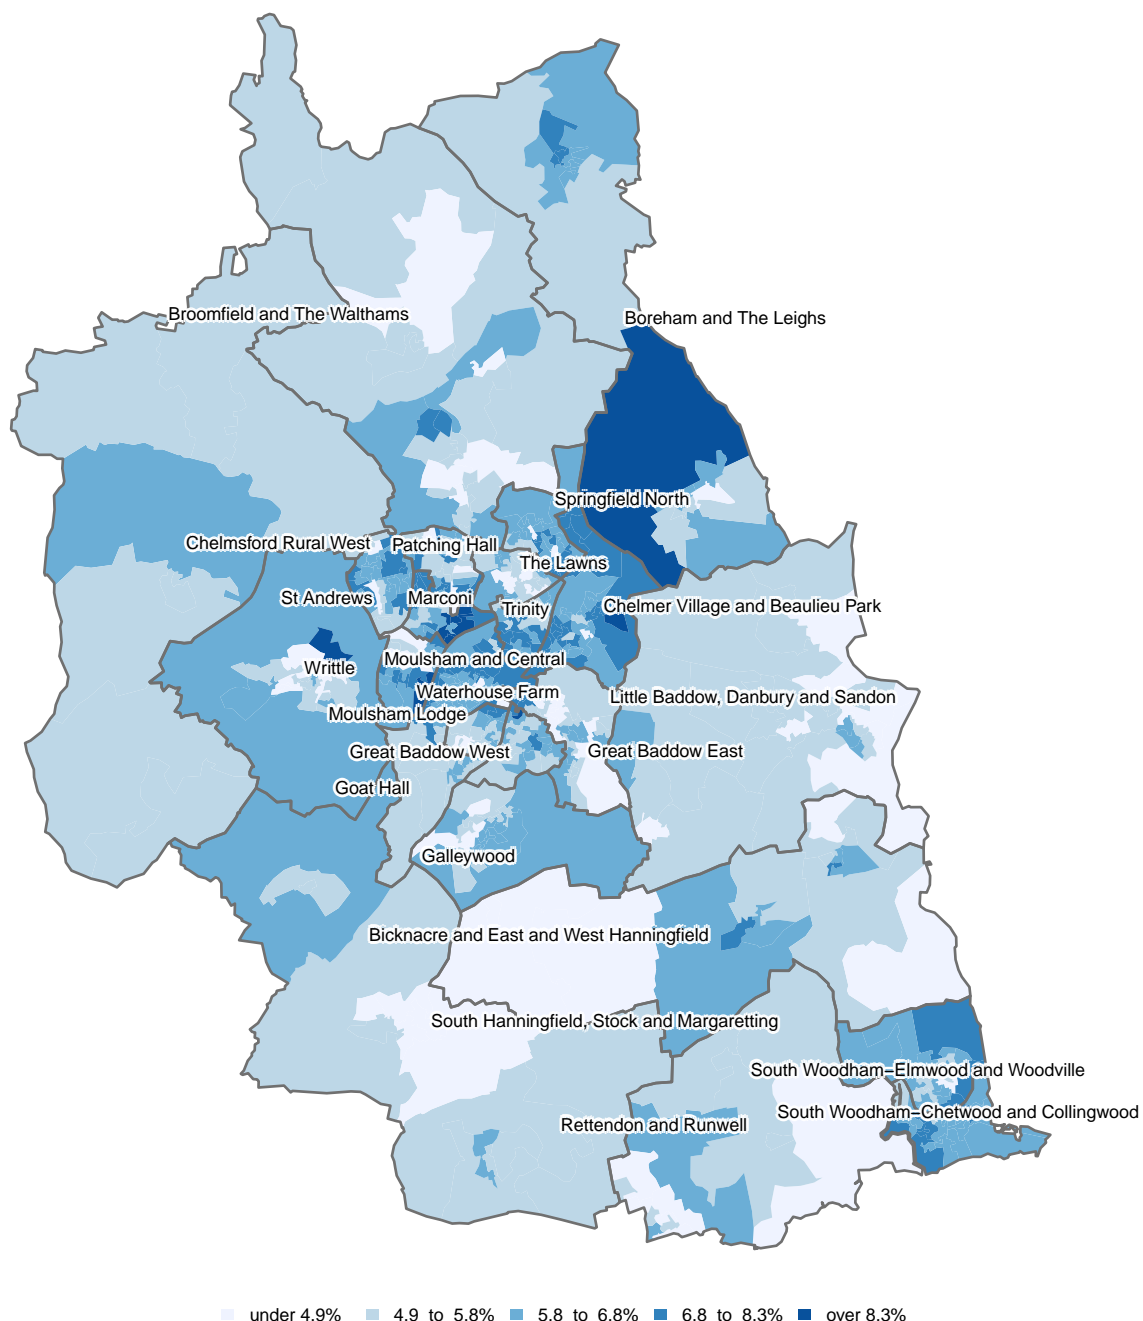 Broomfield and The Walthams
Boreham and The Leighs
Springfield North
Chelmsford Rural West
Patching Hall
The Lawns
St Andrews
Marconi
Trinity
Chelmer Village and Beaulieu Park
Moulsham and Central
Writtle
Waterhouse Farm
Little Baddow, Danbury and Sandon
Moulsham Lodge
Great Baddow West
Great Baddow East
Goat Hall
Galleywood
Bicknacre and East and West Hanningfield
South Hanningfield, Stock and Margaretting
South Woodham−Elmwood and Woodville
South Woodham−Chetwood and Collingwood
Rettendon and Runwell
under 4.9% 4.9 to 5.8% 5.8 to 6.8% 6.8 to 8.3% over 8.3%